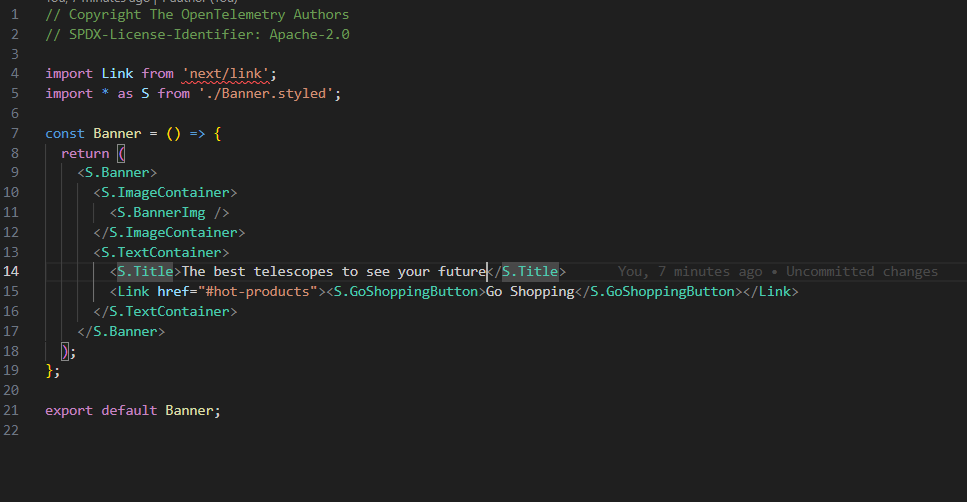 You, 7 minutes ago | 1 author (You)
1 // Copyright The OpenTelemetry Authors
2 // SPDX-License-Identifier: Apache-2.0
3
4 import Link from 'next/link';
5 import * as S from './Banner.styled';
6
7 const Banner = () => {
8 return (
9 <S.Banner>
10 <S.ImageContainer>
11 <S.BannerImg />
12 </S.ImageContainer>
13 <S.TextContainer>
14 <S.Title>The best telescopes to see your future</S.Title> You, 7 minutes ago • Uncommitted changes
15 <Link href="#hot-products"><S.GoShoppingButton>Go Shopping</S.GoShoppingButton></Link>
16 </S.TextContainer>
17 </S.Banner>
18 );
19 };
20
21 export default Banner;
22